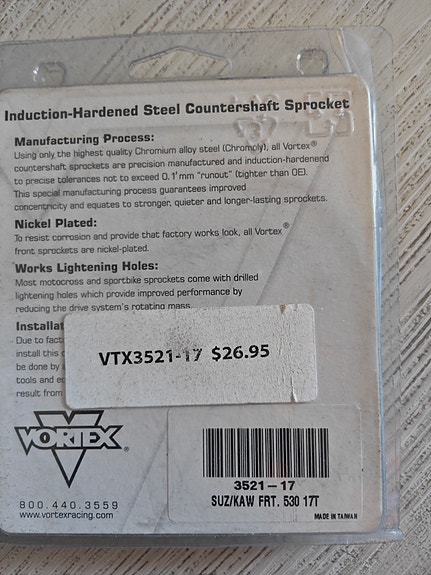 Induction-Hardened Steel Countershaft Sprocket
Manufacturing Process:
Using only the highest quality Chromium alloy steel (Chromoly), all Vortex®
countershaft sprockets are precision manufactured and induction-hardenend
to precise tolerances not to exceed 0.1'mm "runout" (tighter than OE).
This special manufacturing process guarantees improved
concentricity and equates to stronger, quieter and longer-lasting sprockets.
Nickel Plated:
To resist corrosion and provide that factory works look, all Vortex®
front sprockets are nickel-plated.
Works Lightening Holes:
Most motocross and sportbike sprockets come with drilled
lightening holes which provide improved performance by
reducing the drive system's rotating mass.
Due to
install this
be done by
tools and
result from
VTX3521-17 $26.95
VORTEX®
800.440.3559
www.vortexracing.com
3521-17
SUZ/KAW FRT. 530 17T
MADE IN TAIWAN